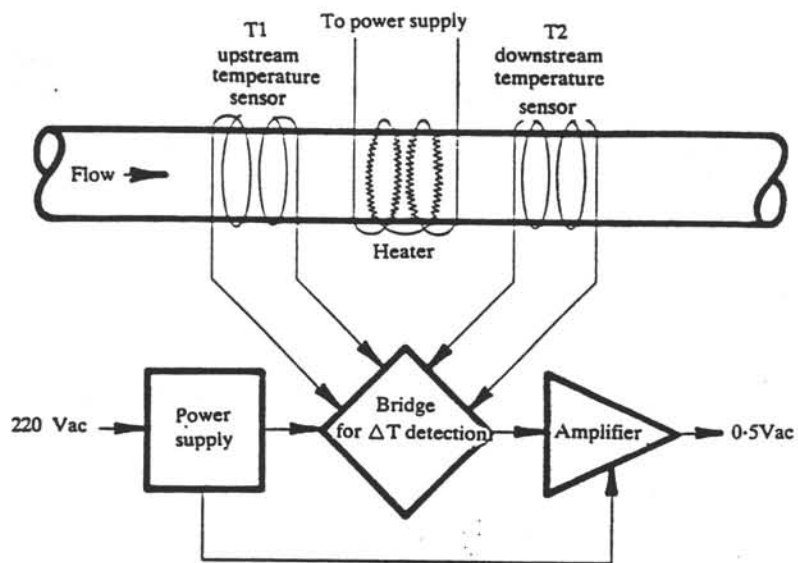 T1
upstream
temperature
sensor
To power supply
T2
downstream
temperature
sensor
Flow
Heater
220 Vac
Power
supply
Bridge
for ΔT detection
Amplifier
0·5Vac